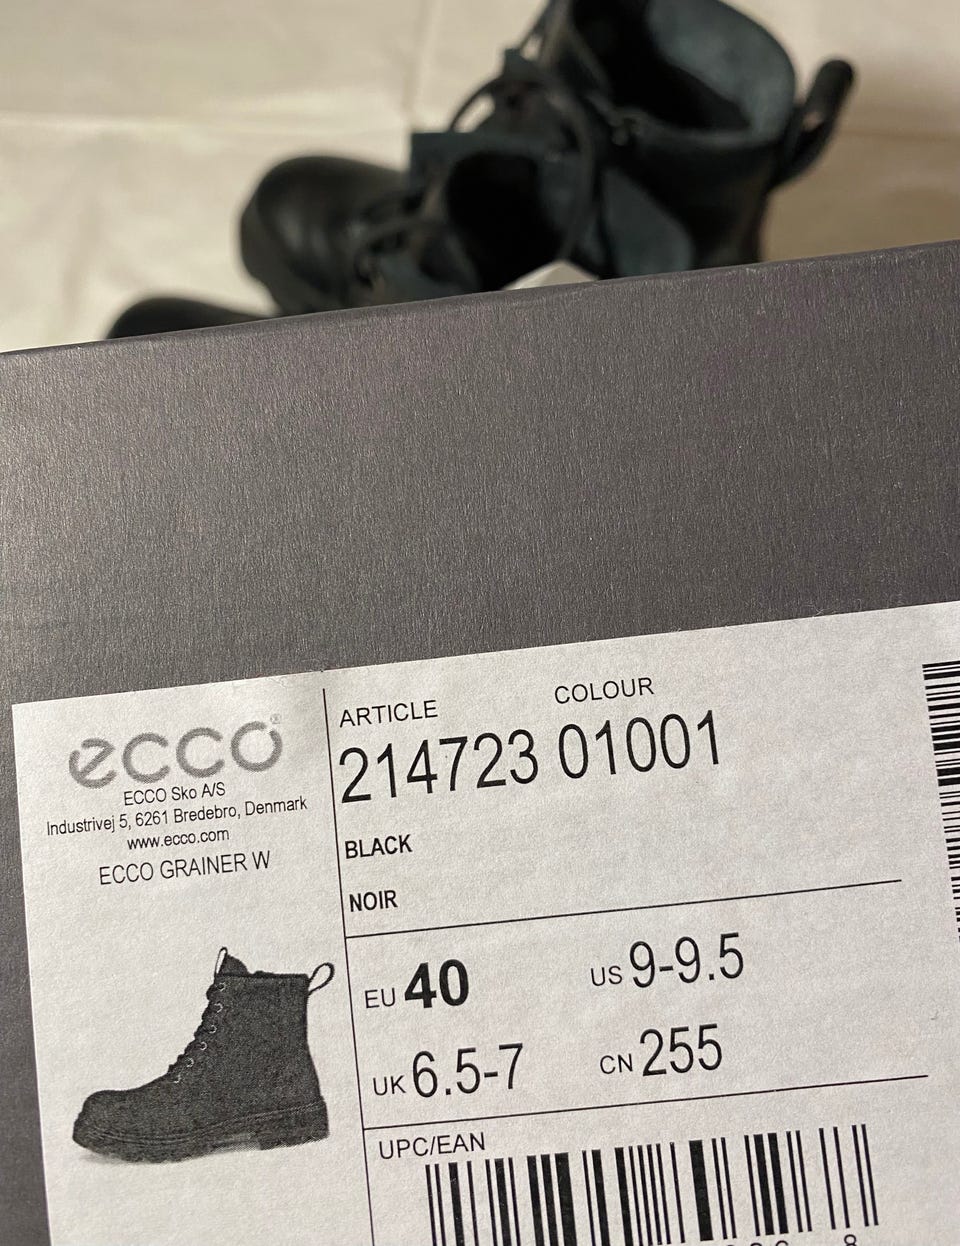 ecco®
ECCO Sko A/S
Industrivej 5, 6261 Bredebro, Denmark
www.ecco.com
ECCO GRAINER W
ARTICLE COLOUR
214723 01001
BLACK
NOIR
EU 40 US 9-9.5
UK 6.5-7 CN 255
UPC/EAN